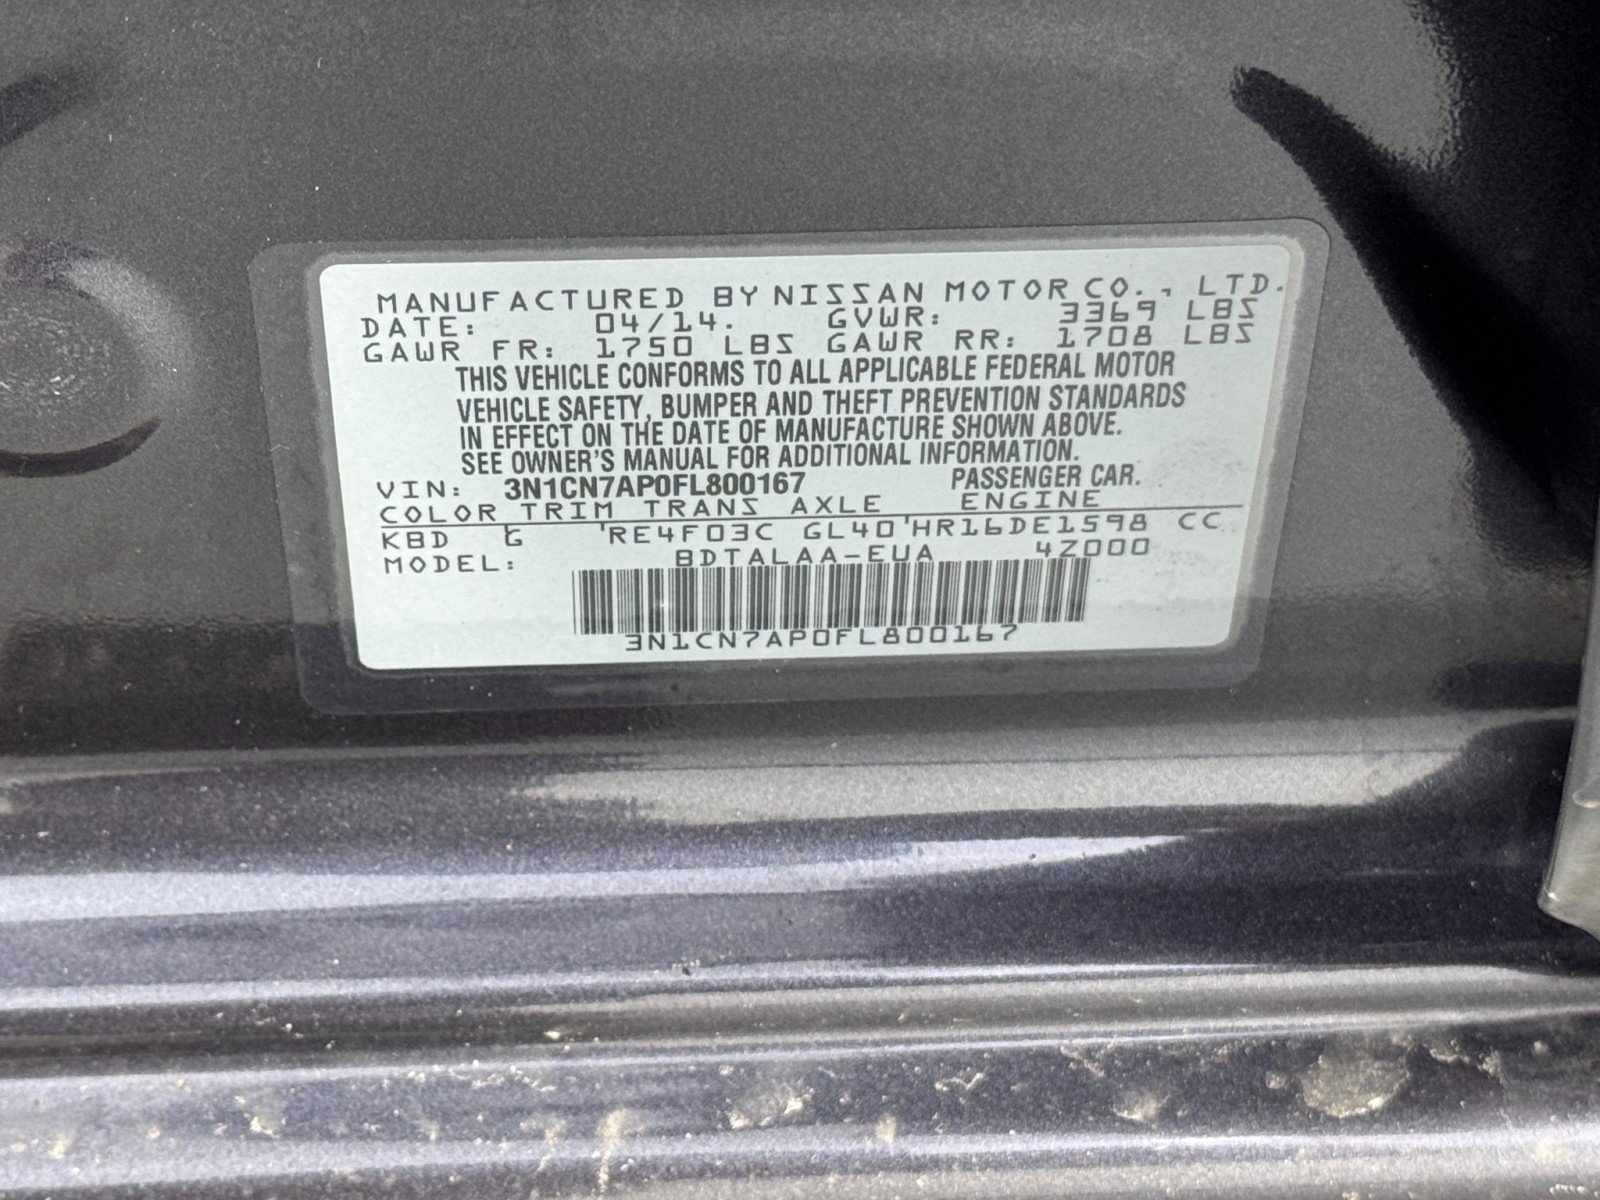 MANUFACTURED BY NISSAN MOTOR CO., LTD.
DATE: 04/14. GVWR: 3369 LBS
GAWR FR: 1750 LBS GAWR RR: 1708 LBS
THIS VEHICLE CONFORMS TO ALL APPLICABLE FEDERAL MOTOR
VEHICLE SAFETY, BUMPER AND THEFT PREVENTION STANDARDS
IN EFFECT ON THE DATE OF MANUFACTURE SHOWN ABOVE.
SEE OWNER'S MANUAL FOR ADDITIONAL INFORMATION.
VIN: 3N1CN7AP0FL800167 PASSENGER CAR.
COLOR TRIM TRANS AXLE ENGINE
KBD G RE4F03C GL40 HR16DE1598 CC
MODEL: BDTALAA-EUA 4Z000
3N1CN7AP0FL800167